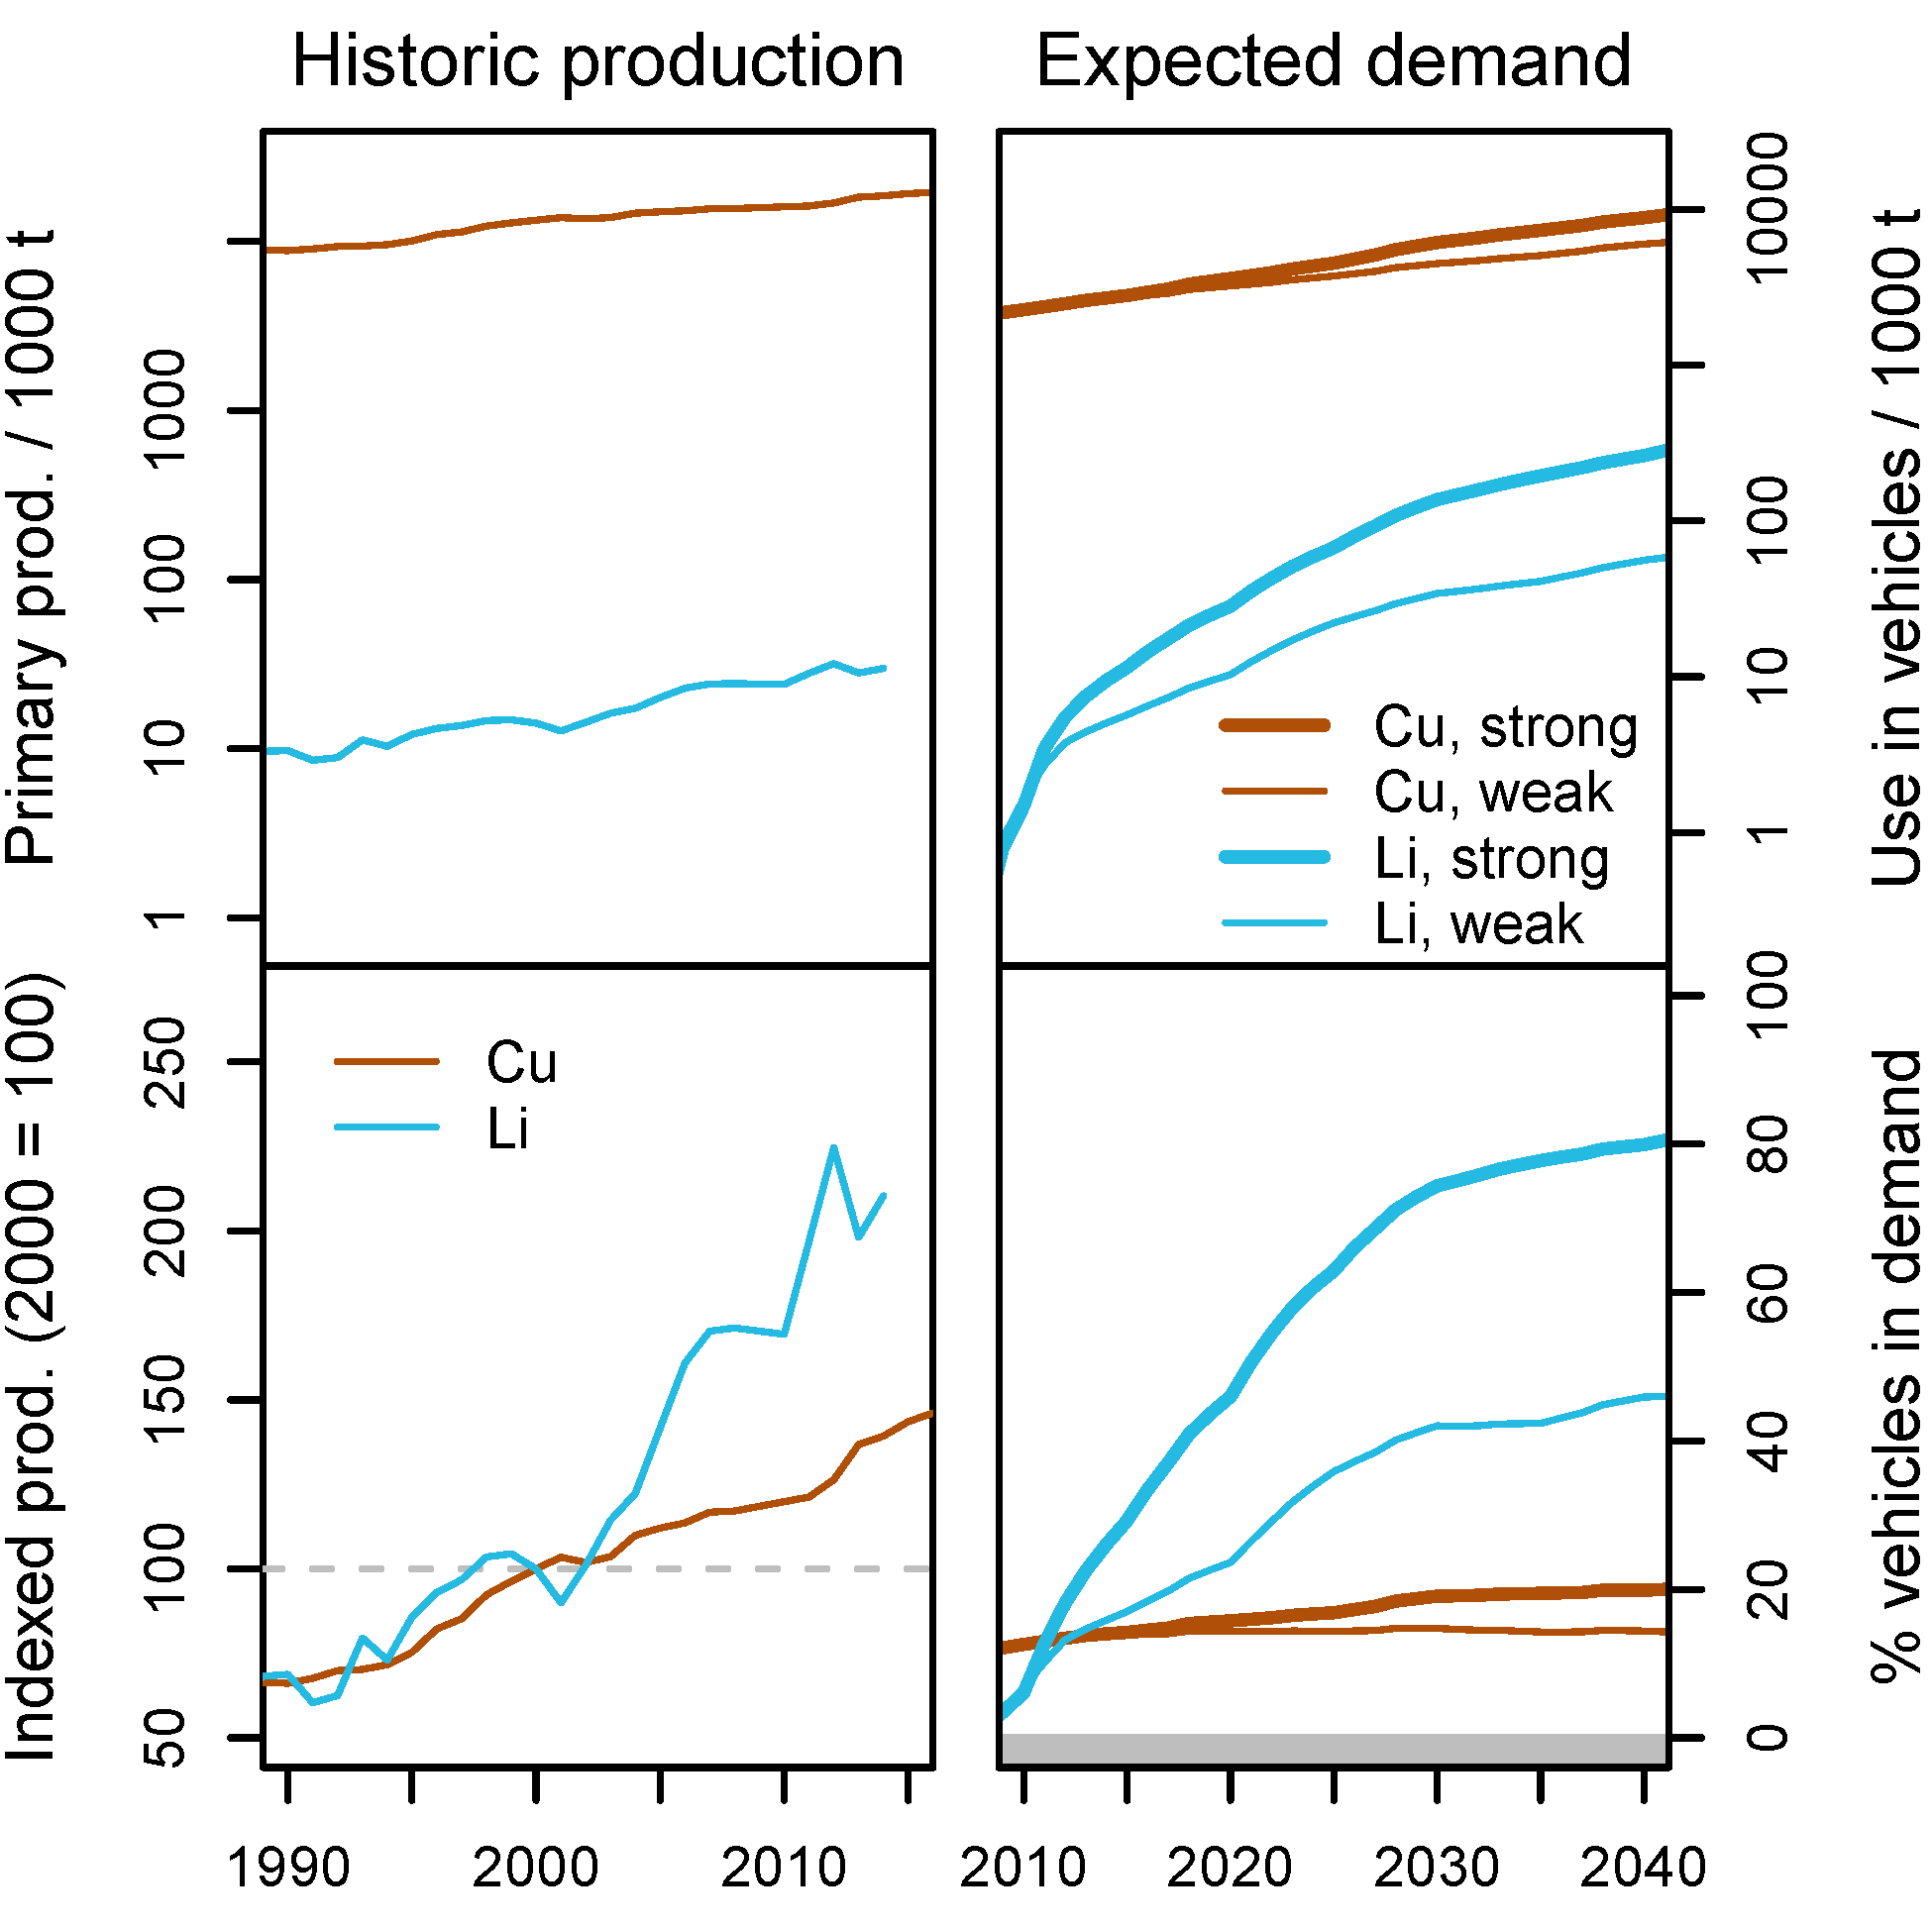 Historic production
Expected demand
Primary prod. / 1000 t
1000
100
10
1
10000
100
10
1
Use in vehicles / 1000 t
Cu, strong
Cu, weak
Li, strong
Li, weak
Indexed prod. (2000 = 100)
250
200
150
100
50
Cu
Li
100
80
60
40
20
0
% vehicles in demand
1990 2000 2010
2010 2020 2030 2040